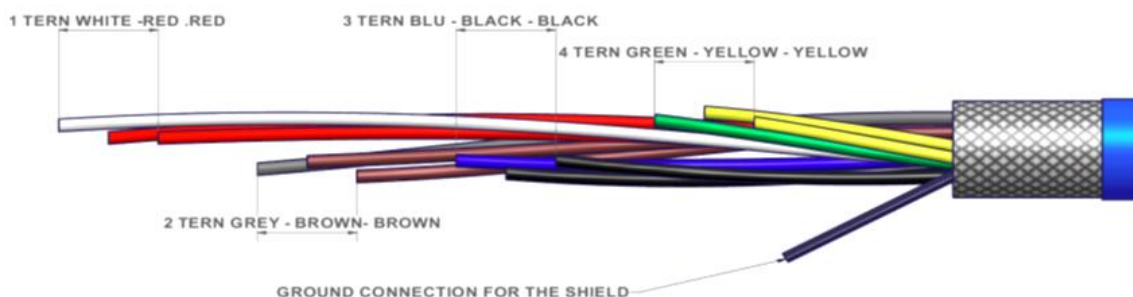 1 TERN WHITE -RED .RED
3 TERN BLU - BLACK - BLACK
4 TERN GREEN - YELLOW - YELLOW
2 TERN GREY - BROWN- BROWN
GROUND CONNECTION FOR THE SHIELD